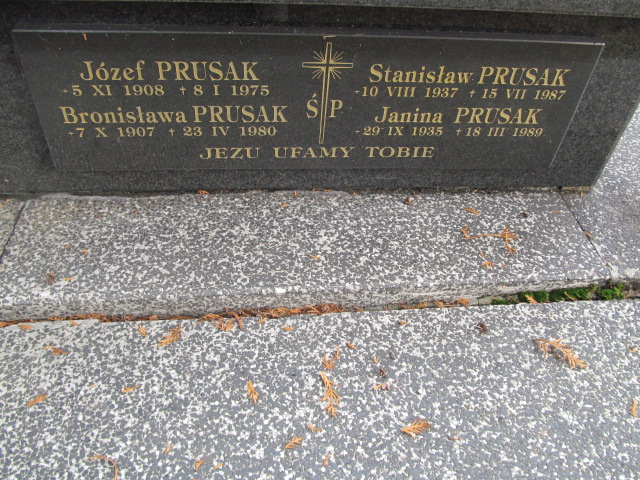 Józef PRUSAK
*5 XI 1908 †8 I 1975
Bronisława PRUSAK
*7 X 1907 †23 IV 1980
Ś P
Stanisław PRUSAK
*10 VIII 1937 †15 VII 1987
Janina PRUSAK
*29 IX 1935 †18 III 1989
JEZU UFAMY TOBIE